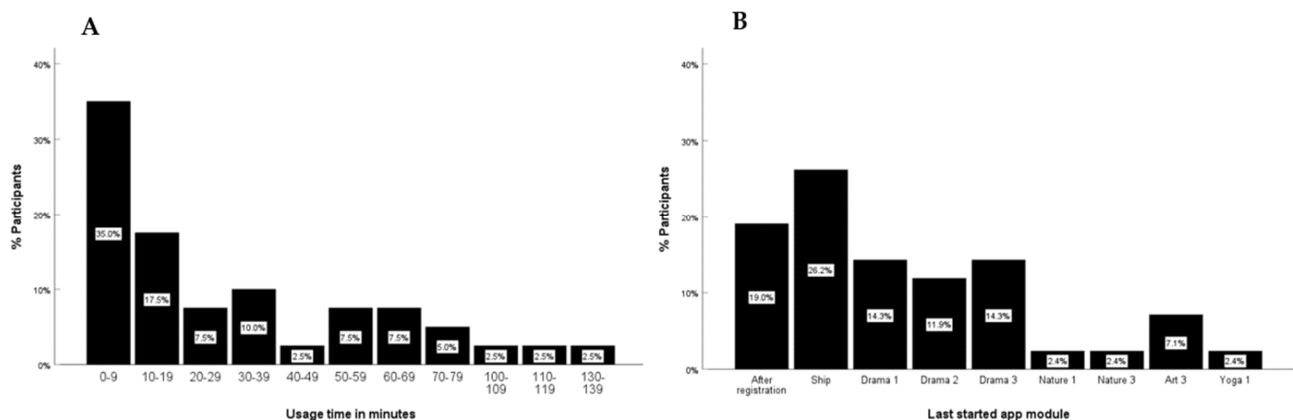 A
40%
30%
20%
10%
0%
% Participants
35.0%
17.5%
7.5%
10.0%
2.5%
7.5%
7.5%
5.0%
2.5%
2.5%
2.5%
0-9
10-19
20-29
30-39
40-49
50-59
60-69
70-79
100-
109
110-
119
130-
139
Usage time in minutes
B
40%
30%
20%
10%
0%
% Participants
19.0%
26.2%
14.3%
11.9%
14.3%
2.4%
2.4%
7.1%
2.4%
After
registration
Ship
Drama 1
Drama 2
Drama 3
Nature 1
Nature 3
Art 3
Yoga 1
Last started app module